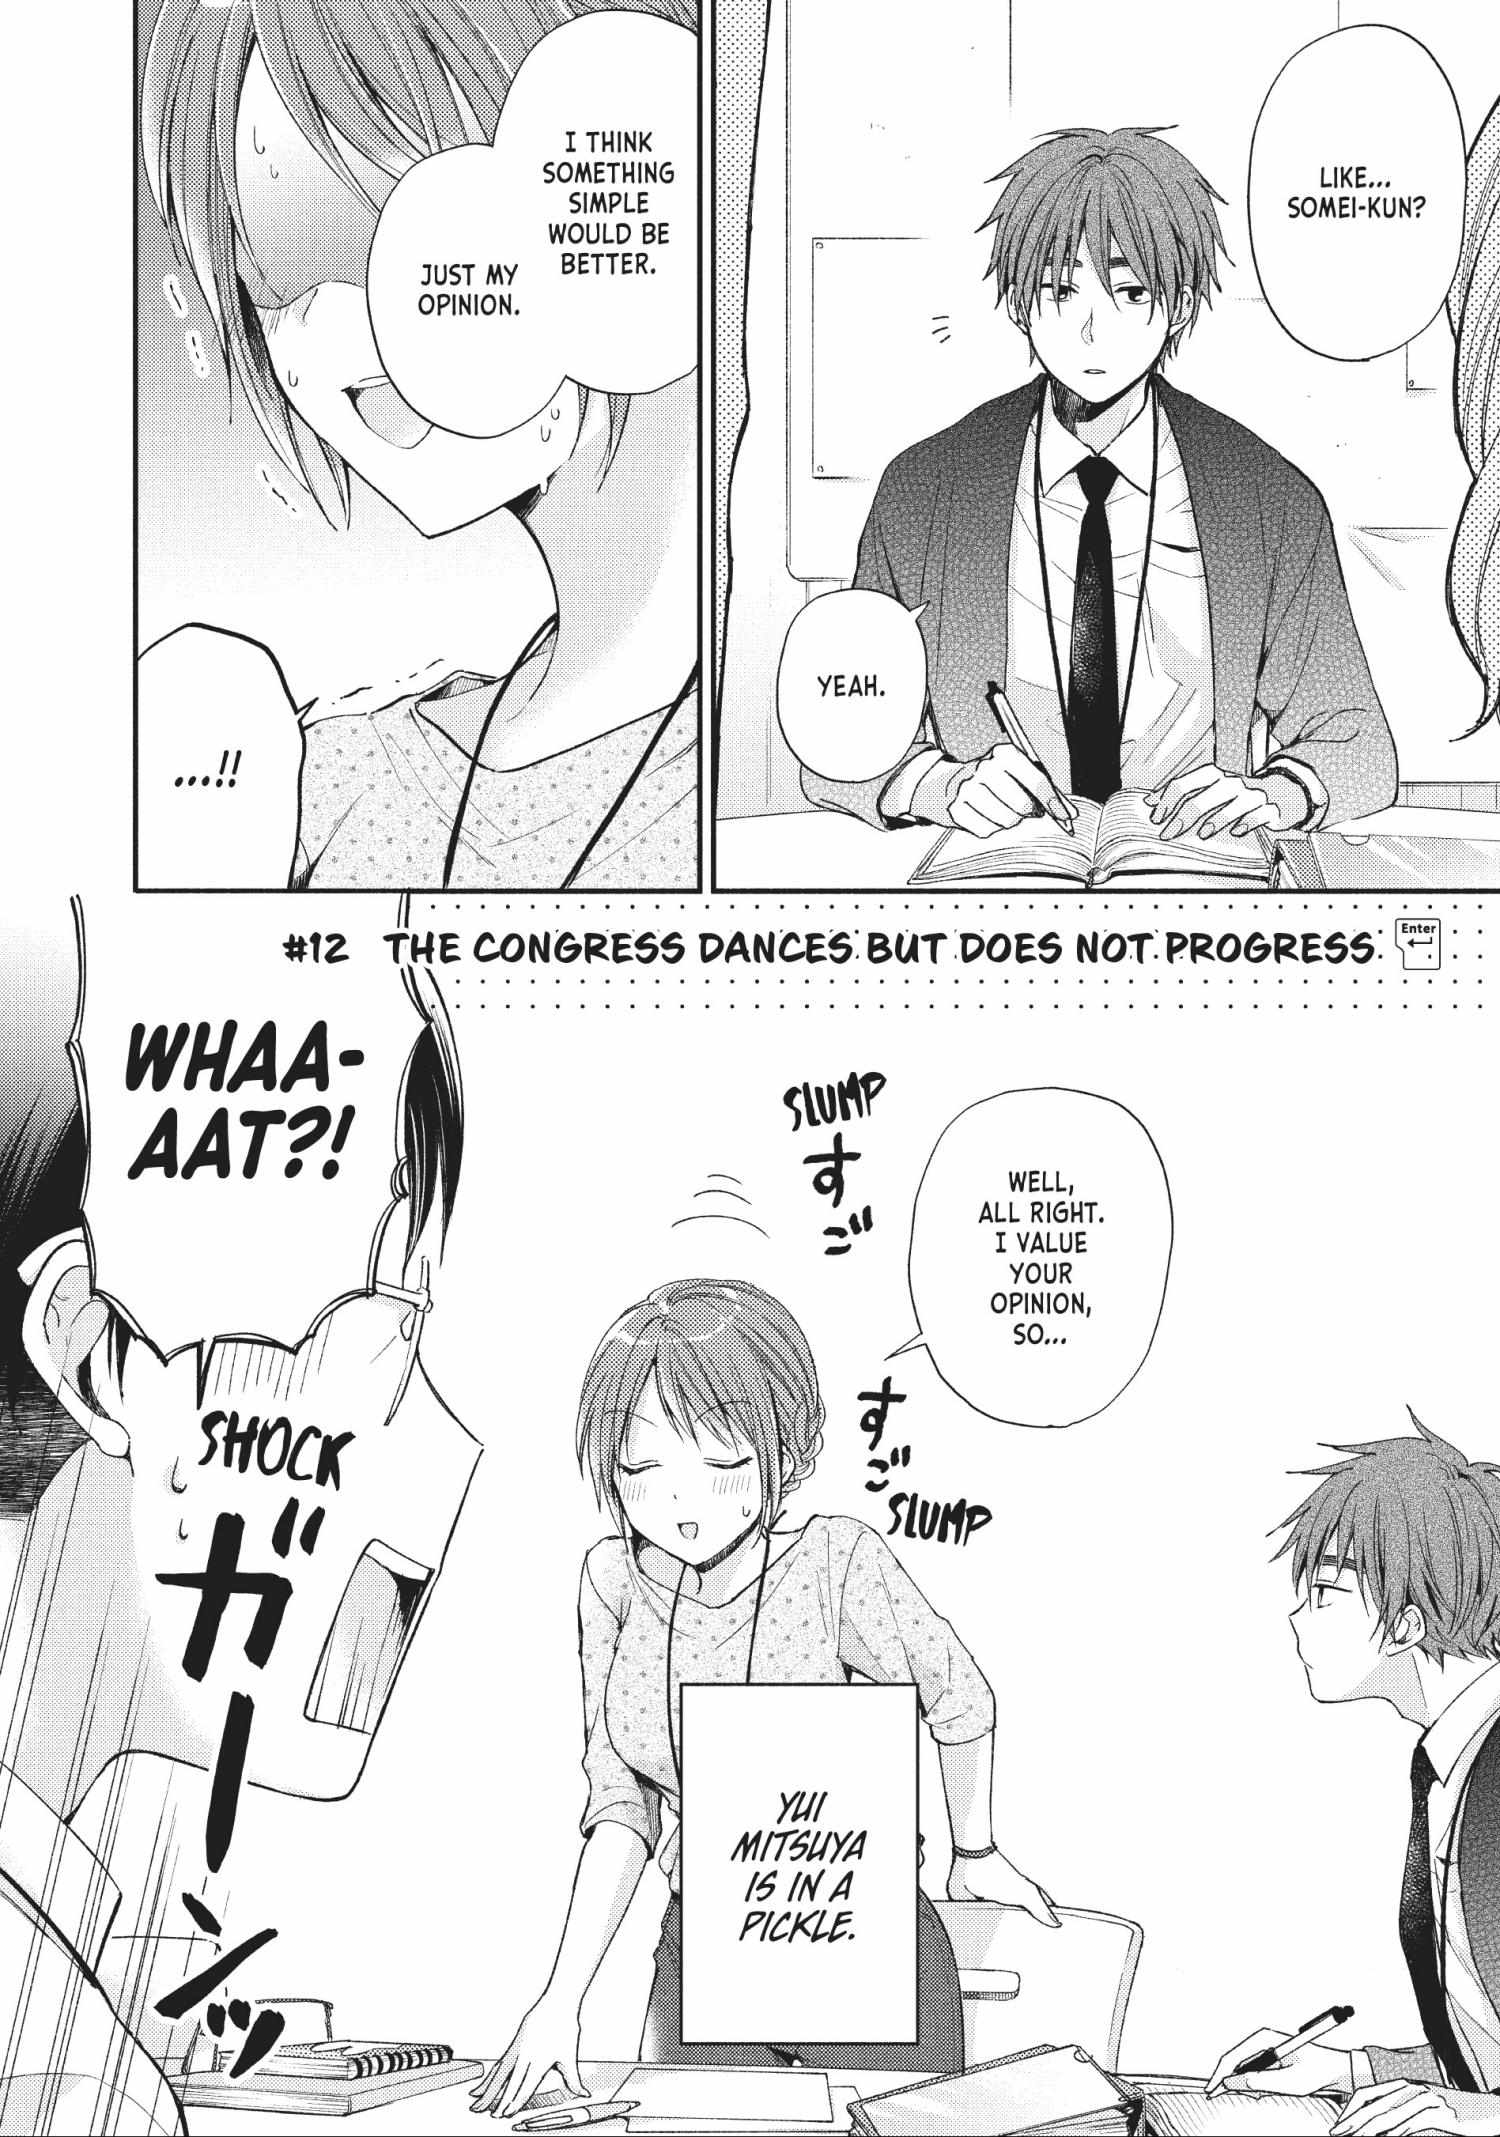 LIKE...
SOMEI-KUN?
YEAH.
I THINK
SOMETHING
SIMPLE
WOULD BE
BETTER.
JUST MY
OPINION.
...!!
#12 THE CONGRESS DANCES BUT DOES NOT PROGRESS Enter
WELL,
ALL RIGHT.
I VALUE
YOUR
OPINION,
SO...
SLUMP
すご
すご
SLUMP
WHAA-
AAT?!
SHOCK
ガーンッ
YUI
MITSUYA
IS IN A
PICKLE.